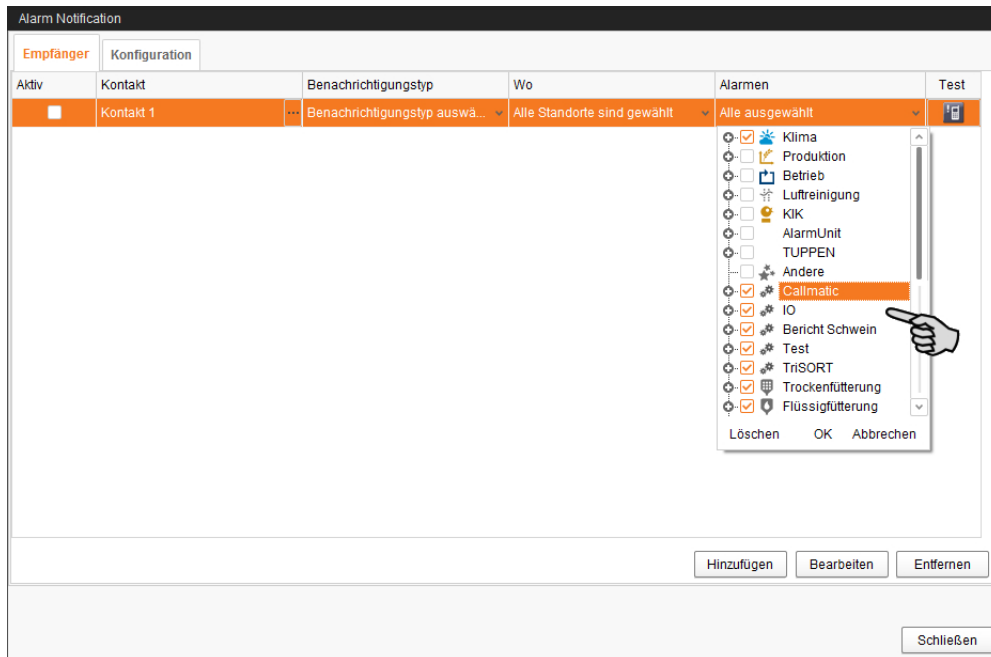 Alarm Notification
Empfänger Konfiguration
Aktiv Kontakt Benachrichtigungstyp Wo Alarmen Test
Kontakt 1 ... Benachrichtigungstyp auswä... Alle Standorte sind gewählt Alle ausgewählt
Klima
Produktion
Betrieb
Luftreinigung
KIK
AlarmUnit
TUPPEN
Andere
Callmatic
IO
Bericht Schwein
Test
TriSORT
Trockenfütterung
Flüssigfütterung
Löschen OK Abbrechen
Hinzufügen Bearbeiten Entfernen
Schließen